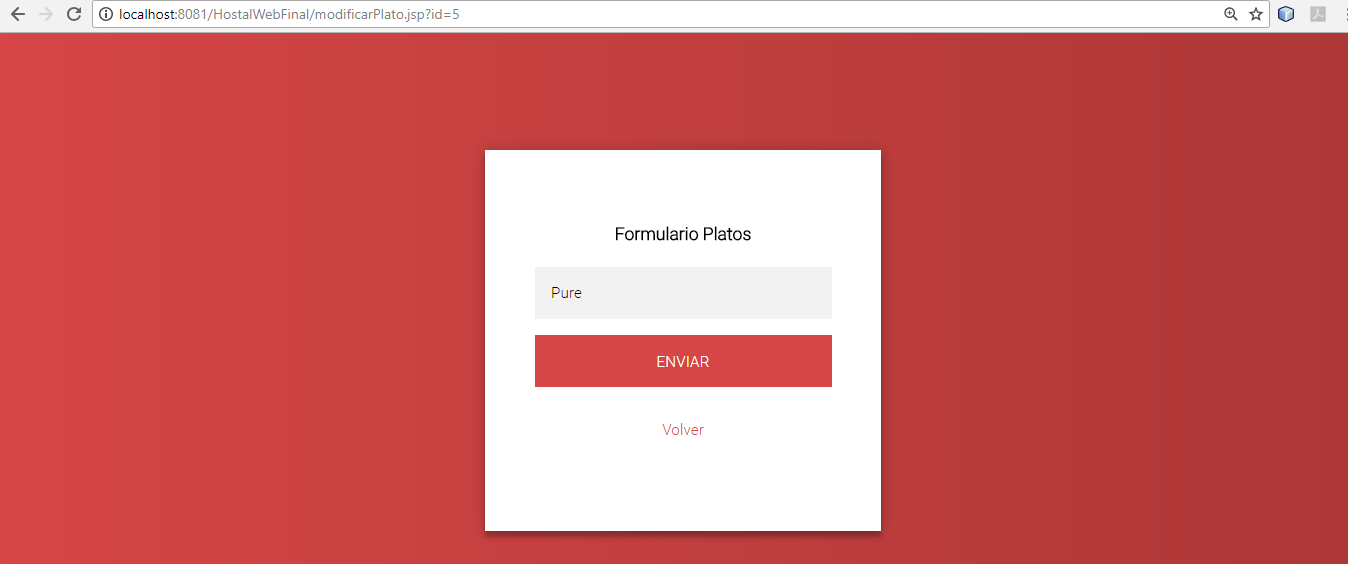 localhost:8081/HostalWebFinal/modificarPlato.jsp?id=5
Formulario Platos
Pure
ENVIAR
Volver